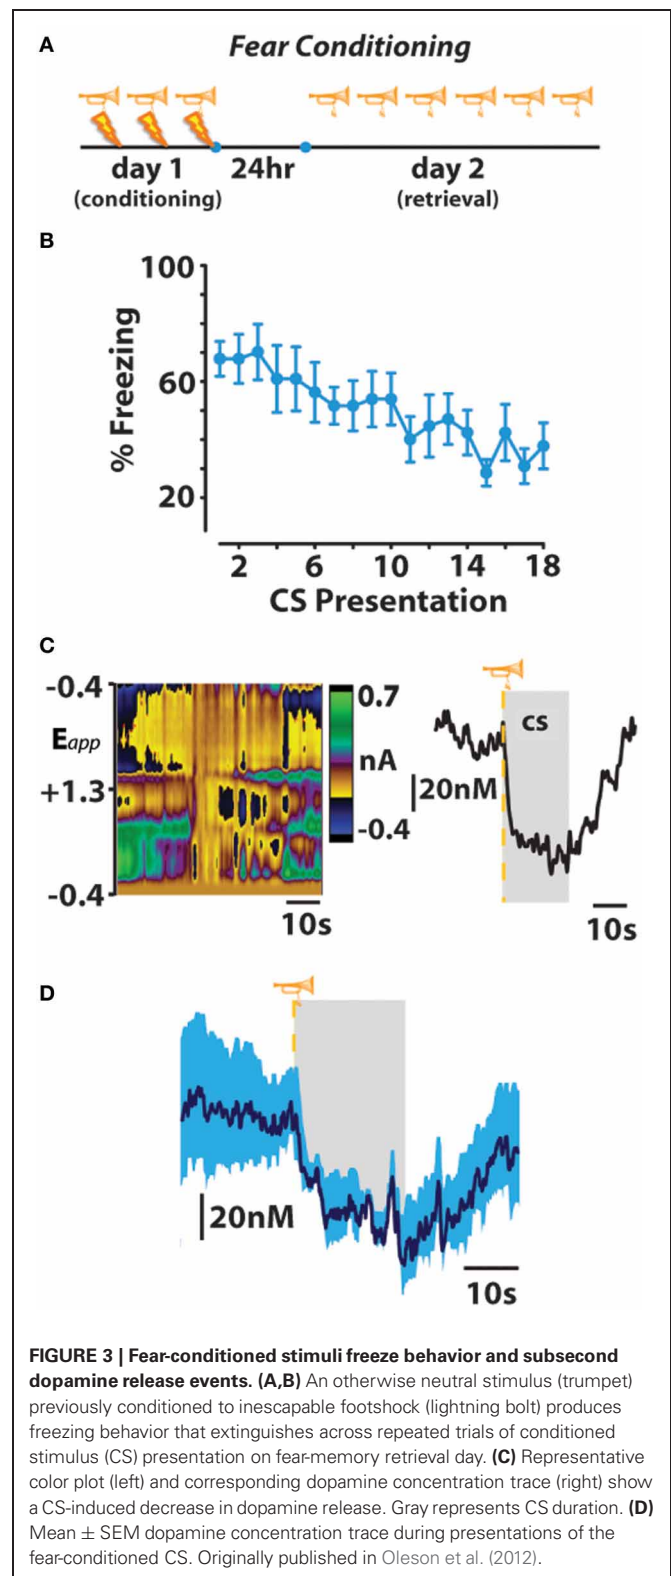 A
Fear Conditioning
day 1 24hr day 2
(conditioning) (retrieval)
B
100
60
20
% Freezing
2 6 10 14 18
CS Presentation
C
-0.4
Eapp
+1.3
-0.4
0.7
nA
-0.4
10s
CS
20nM
10s
D
20nM
10s
FIGURE 3 | Fear-conditioned stimuli freeze behavior and subsecond
dopamine release events. (A,B) An otherwise neutral stimulus (trumpet)
previously conditioned to inescapable footshock (lightning bolt) produces
freezing behavior that extinguishes across repeated trials of conditioned
stimulus (CS) presentation on fear-memory retrieval day. (C) Representative
color plot (left) and corresponding dopamine concentration trace (right) show
a CS-induced decrease in dopamine release. Gray represents CS duration. (D)
Mean ± SEM dopamine concentration trace during presentations of the
fear-conditioned CS. Originally published in Oleson et al. (2012).